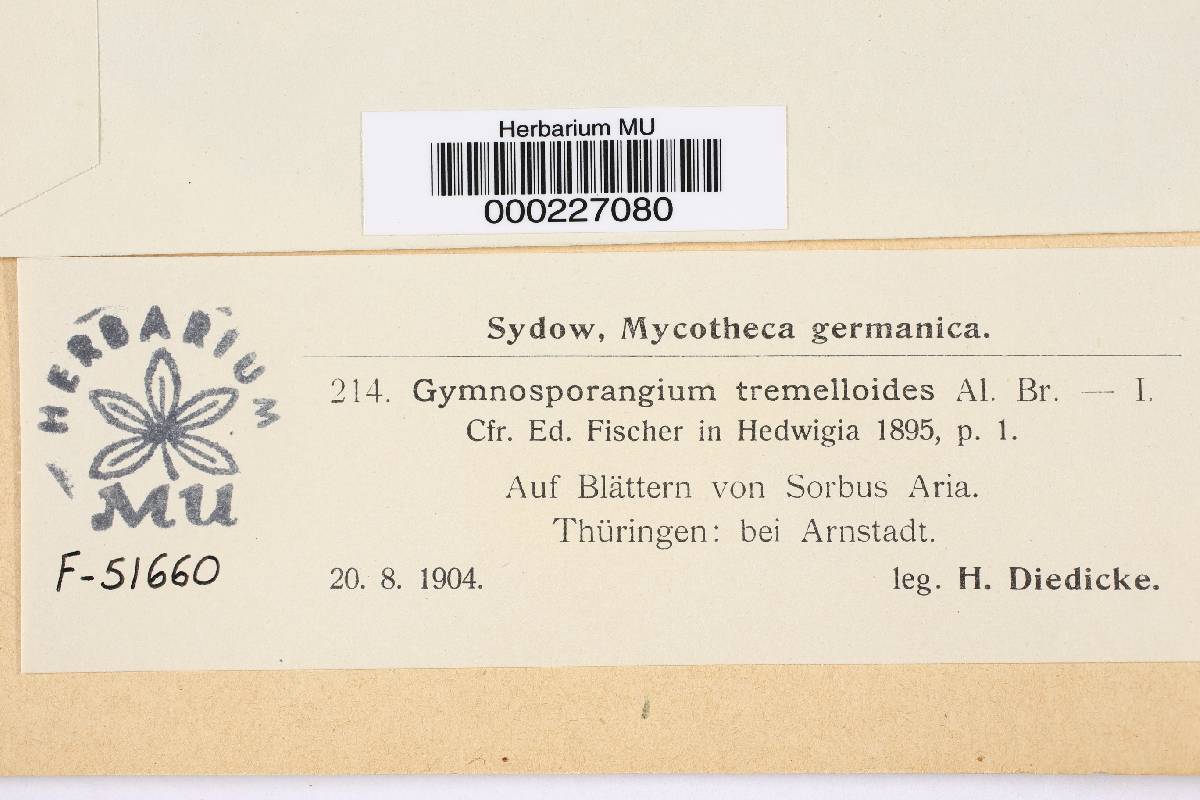 Herbarium MU
000227080
Sydow, Mycotheca germanica.
214. Gymnosporangium tremelloides Al. Br. — I.
Cfr. Ed. Fischer in Hedwigia 1895, p. 1.
Auf Blättern von Sorbus Aria.
Thüringen: bei Arnstadt.
20. 8. 1904. leg. H. Diedicke.
HERBARIUM
MU
F-51660